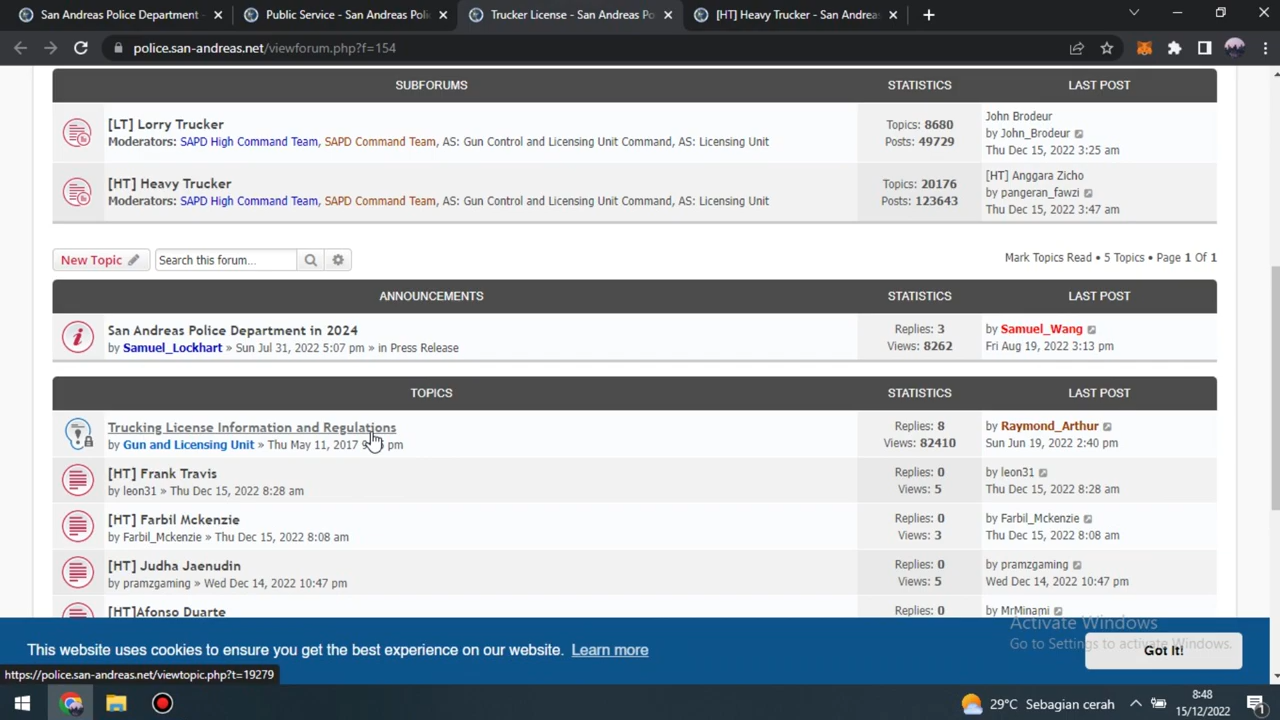 San Andreas Police Department -
Public Service - San Andreas Poli
Trucker License - San Andreas Po
[HT] Heavy Trucker - San Andreas
police.san-andreas.net/viewforum.php?f=154
SUBFORUMS STATISTICS LAST POST
[LT] Lorry Trucker
Moderators: SAPD High Command Team, SAPD Command Team, AS: Gun Control and Licensing Unit Command, AS: Licensing Unit
Topics: 8680
Posts: 49729
John Brodeur
by John_Brodeur
Thu Dec 15, 2022 3:25 am
[HT] Heavy Trucker
Moderators: SAPD High Command Team, SAPD Command Team, AS: Gun Control and Licensing Unit Command, AS: Licensing Unit
Topics: 20176
Posts: 123643
[HT] Anggara Zicho
by pangeran_fawzi
Thu Dec 15, 2022 3:47 am
New Topic Search this forum... Mark Topics Read • 5 Topics • Page 1 Of 1
ANNOUNCEMENTS STATISTICS LAST POST
San Andreas Police Department in 2024
by Samuel_Lockhart » Sun Jul 31, 2022 5:07 pm » in Press Release
Replies: 3
Views: 8262
by Samuel_Wang
Fri Aug 19, 2022 3:13 pm
TOPICS STATISTICS LAST POST
Trucking License Information and Regulations
by Gun and Licensing Unit » Thu May 11, 2017 pm
Replies: 8
Views: 82410
by Raymond_Arthur
Sun Jun 19, 2022 2:40 pm
[HT] Frank Travis
by leon31 » Thu Dec 15, 2022 8:28 am
Replies: 0
Views: 5
by leon31
Thu Dec 15, 2022 8:28 am
[HT] Farbil Mckenzie
by Farbil_Mckenzie » Thu Dec 15, 2022 8:08 am
Replies: 0
Views: 3
by Farbil_Mckenzie
Thu Dec 15, 2022 8:08 am
[HT] Judha Jaenudin
by pramzgaming » Wed Dec 14, 2022 10:47 pm
Replies: 0
Views: 5
by pramzgaming
Wed Dec 14, 2022 10:47 pm
[HT]Afonso Duarte
Replies: 0
by MrMinami
Activate Windows
Go to Settings to activate Windows.
This website uses cookies to ensure you get the best experience on our website. Learn more
Got it!
https://police.san-andreas.net/viewtopic.php?t=19279
29°C Sebagian cerah
8:48
15/12/2022
1